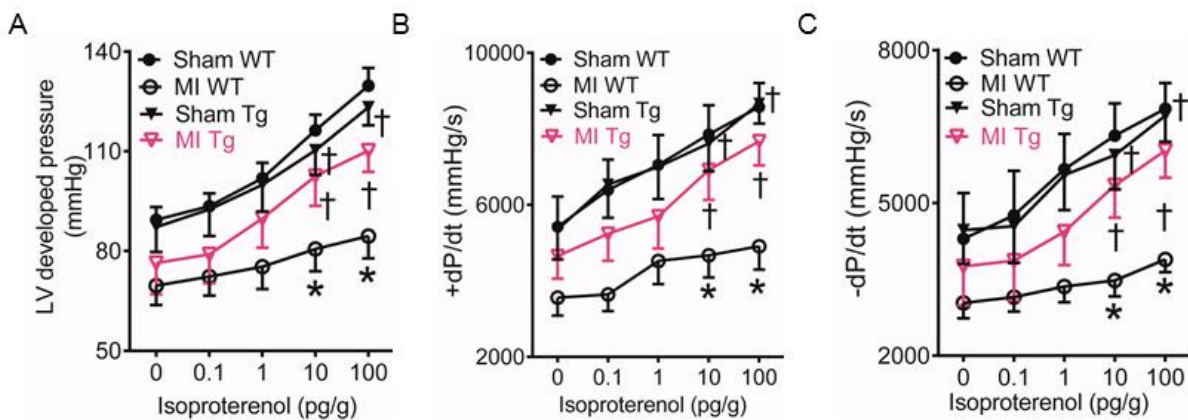 A
LV developed pressure
(mmHg)
140
110
80
50
Sham WT
MI WT
Sham Tg
MI Tg
†
†
†
†
*
*
0 0.1 1 10 100
Isoproterenol (pg/g)
B
+dP/dt (mmHg/s)
10000
6000
2000
Sham WT
MI WT
Sham Tg
MI Tg
†
†
†
†
*
*
0 0.1 1 10 100
Isoproterenol (pg/g)
C
-dP/dt (mmHg/s)
8000
5000
2000
Sham WT
MI WT
Sham Tg
MI Tg
†
†
†
†
*
*
0 0.1 1 10 100
Isoproterenol (pg/g)